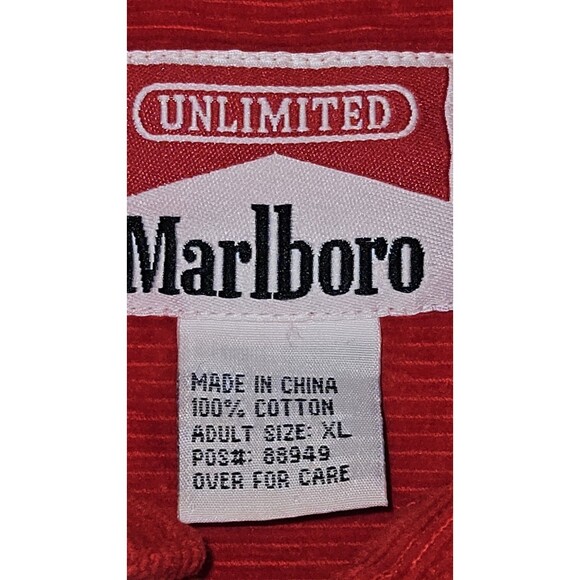 UNLIMITED
Marlboro
MADE IN CHINA
100% COTTON
ADULT SIZE: XL
POS#: 88949
OVER FOR CARE